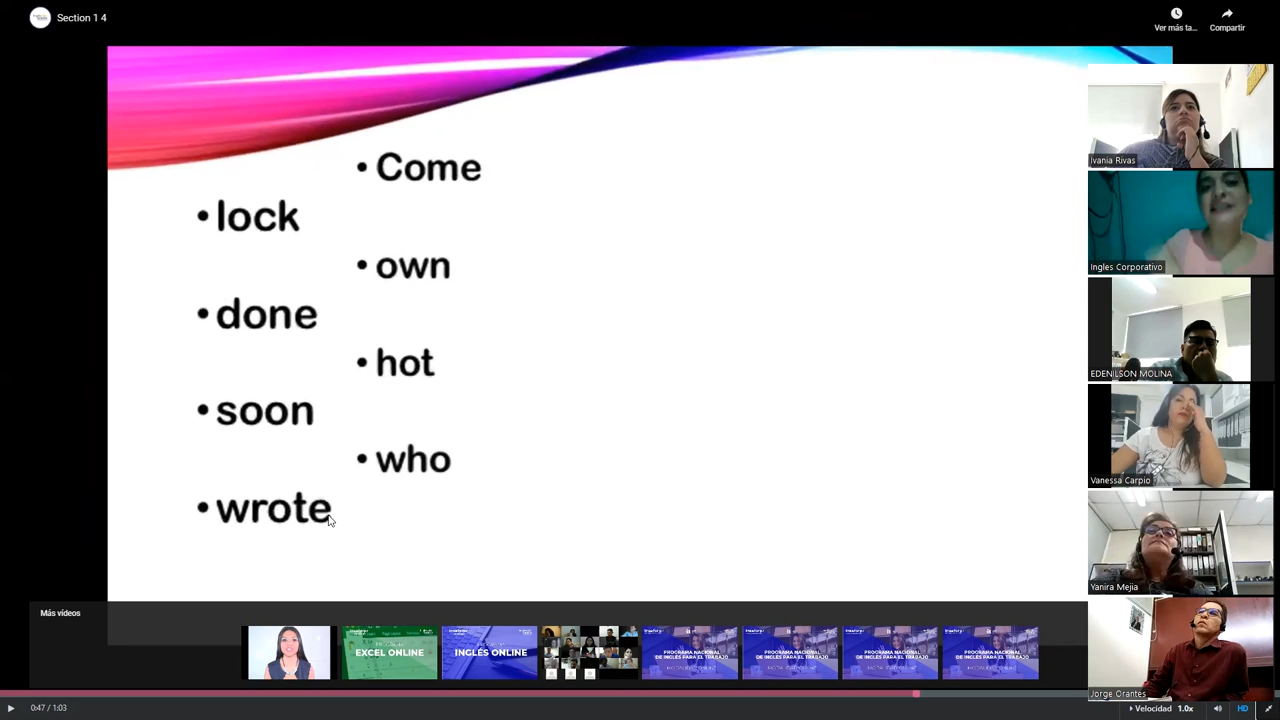 Section 1 4
Ver más ta...
Compartir
• Come
• lock
• own
• done
• hot
• soon
• who
• wrote
Ivania Rivas
Ingles Corporativo
EDENILSON MOLINA
Vanessa Carpio
Yanira Mejia
Jorge Orantes
Más vídeos
EXCEL ONLINE
INGLÉS ONLINE
PROGRAMA NACIONAL
DE INGLÉS PARA EL TRABAJO
PROGRAMA NACIONAL
DE INGLÉS PARA EL TRABAJO
PROGRAMA NACIONAL
DE INGLÉS PARA EL TRABAJO
PROGRAMA NACIONAL
DE INGLÉS PARA EL TRABAJO
0:47 / 1:03
Velocidad 1.0x
HD